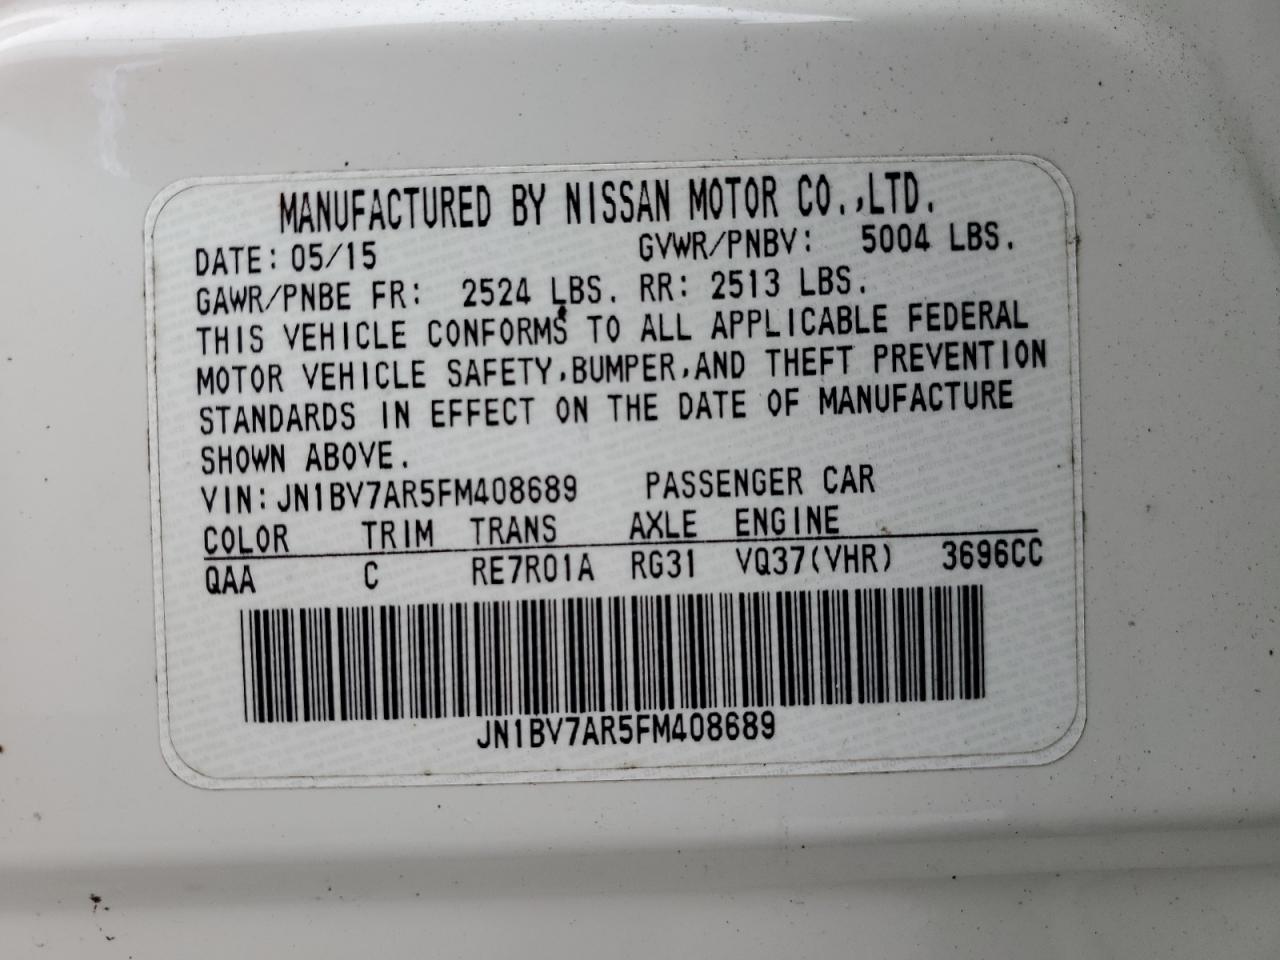 MANUFACTURED BY NISSAN MOTOR CO.,LTD.
DATE: 05/15 GVWR/PNBV: 5004 LBS.
GAWR/PNBE FR: 2524 LBS. RR: 2513 LBS.
THIS VEHICLE CONFORMS TO ALL APPLICABLE FEDERAL
MOTOR VEHICLE SAFETY,BUMPER,AND THEFT PREVENTION
STANDARDS IN EFFECT ON THE DATE OF MANUFACTURE
SHOWN ABOVE.
VIN:JN1BV7AR5FM408689 PASSENGER CAR
COLOR TRIM TRANS AXLE ENGINE
QAA C RE7R01A RG31 VQ37(VHR) 3696CC
JN1BV7AR5FM408689